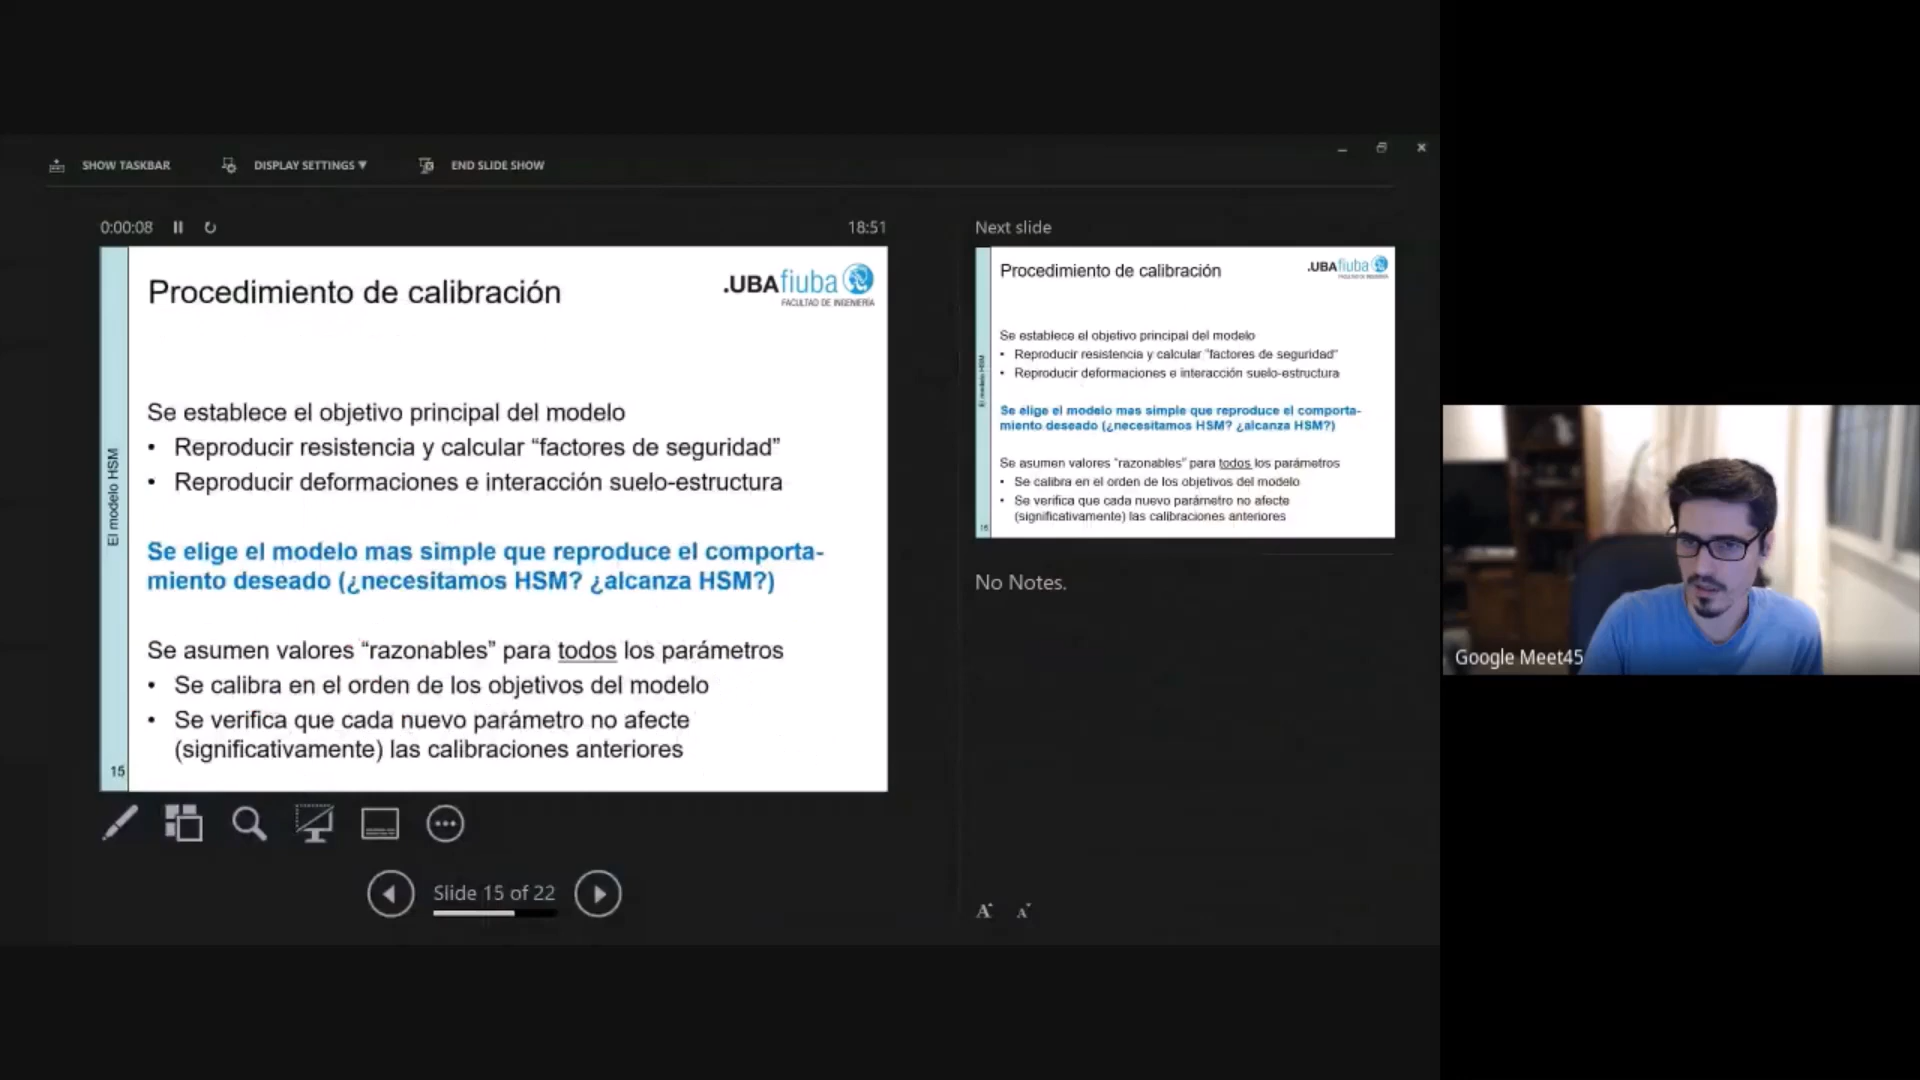 SHOW TASKBAR
DISPLAY SETTINGS ▼
END SLIDE SHOW
0:00:08
18:51
Procedimiento de calibración
.UBAfiuba
FACULTAD DE INGENIERÍA
Se establece el objetivo principal del modelo
• Reproducir resistencia y calcular “factores de seguridad”
• Reproducir deformaciones e interacción suelo-estructura
Se elige el modelo mas simple que reproduce el comporta-
miento deseado (¿necesitamos HSM? ¿alcanza HSM?)
Se asumen valores “razonables” para todos los parámetros
• Se calibra en el orden de los objetivos del modelo
• Se verifica que cada nuevo parámetro no afecte
(significativamente) las calibraciones anteriores
El modelo HSM
15
Slide 15 of 22
Next slide
Procedimiento de calibración
.UBAfiuba
FACULTAD DE INGENIERÍA
Se establece el objetivo principal del modelo
• Reproducir resistencia y calcular “factores de seguridad”
• Reproducir deformaciones e interacción suelo-estructura
Se elige el modelo mas simple que reproduce el comporta-
miento deseado (¿necesitamos HSM? ¿alcanza HSM?)
Se asumen valores “razonables” para todos los parámetros
• Se calibra en el orden de los objetivos del modelo
• Se verifica que cada nuevo parámetro no afecte
(significativamente) las calibraciones anteriores
El modelo HSM
16
No Notes.
A A
Google Meet45